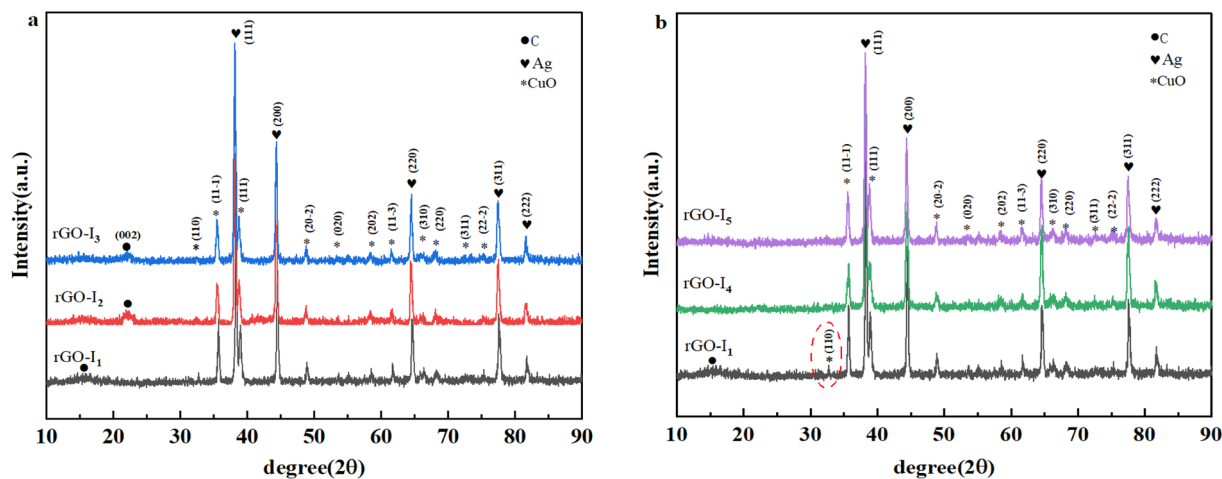 a
● C
♥ Ag
* CuO
♥ (111)
♥ (200)
♥ (220)
♥ (311)
♥ (222)
* (110)
* (11-1)
* (111)
* (20-2)
* (020)
* (202)
* (11-3)
* (310)
* (220)
* (311)
* (22-2)
rGO-I3
(002)
rGO-I2
rGO-I1
Intensity(a.u.)
10 20 30 40 50 60 70 80 90
degree(2θ)
b
● C
♥ Ag
* CuO
♥ (111)
♥ (200)
♥ (220)
♥ (311)
♥ (222)
* (11-1)
* (111)
* (20-2)
* (020)
* (202)
* (11-3)
* (310)
* (220)
* (311)
* (22-2)
rGO-I5
rGO-I4
rGO-I1
* (110)
Intensity(a.u.)
10 20 30 40 50 60 70 80 90
degree(2θ)